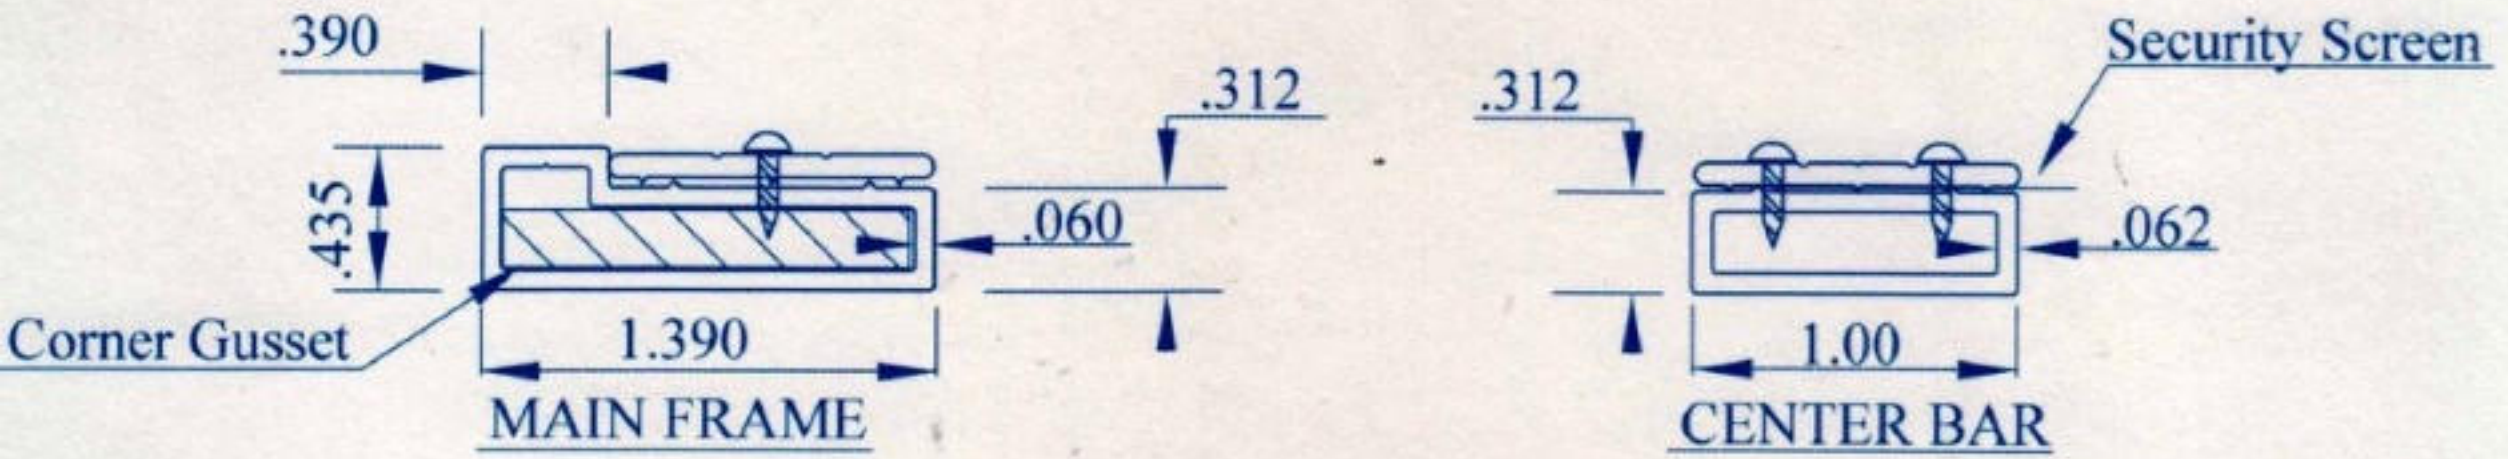 .390
.435
Corner Gusset
1.390
MAIN FRAME
.312
.060
.312
Security Screen
.062
1.00
CENTER BAR